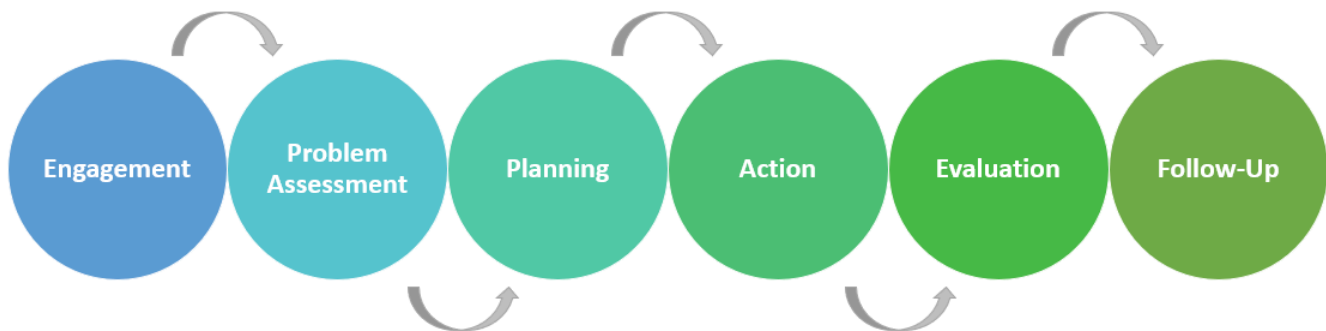 Engagement
Problem
Assessment
Planning
Action
Evaluation
Follow-Up